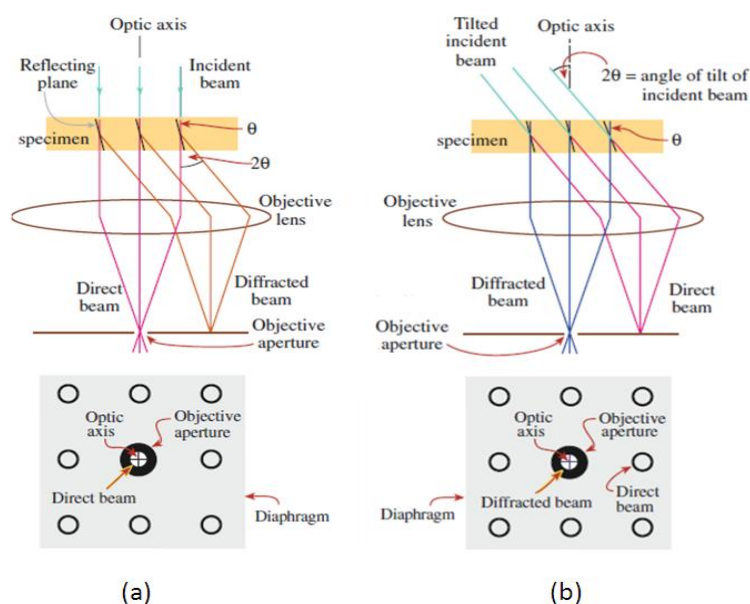 Optic axis
Reflecting
plane
Incident
beam
specimen
θ
2θ
Objective
lens
Direct
beam
Diffracted
beam
Objective
aperture
Optic
axis
Objective
aperture
Direct beam
Diaphragm
(a)
Tilted
incident
beam
Optic axis
2θ = angle of tilt of
incident beam
specimen
θ
Objective
lens
Diffracted
beam
Direct
beam
Objective
aperture
Optic
axis
Objective
aperture
Diffracted beam
Direct
beam
Diaphragm
(b)